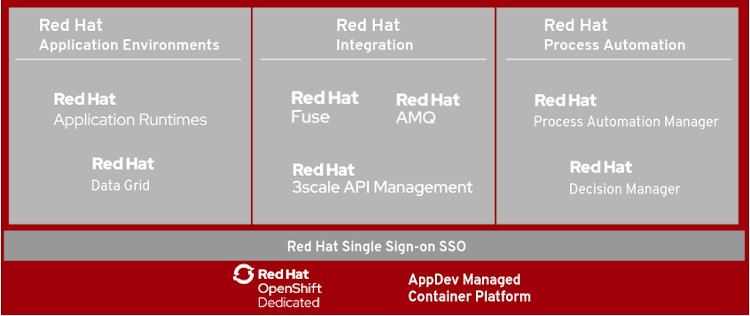 Red Hat
Application Environments
Red Hat
Application Runtimes
Red Hat
Data Grid
Red Hat
Integration
Red Hat
Fuse
Red Hat
AMQ
Red Hat
3scale API Management
Red Hat
Process Automation
Red Hat
Process Automation Manager
Red Hat
Decision Manager
Red Hat Single Sign-on SSO
Red Hat
OpenShift
Dedicated
AppDev Managed
Container Platform